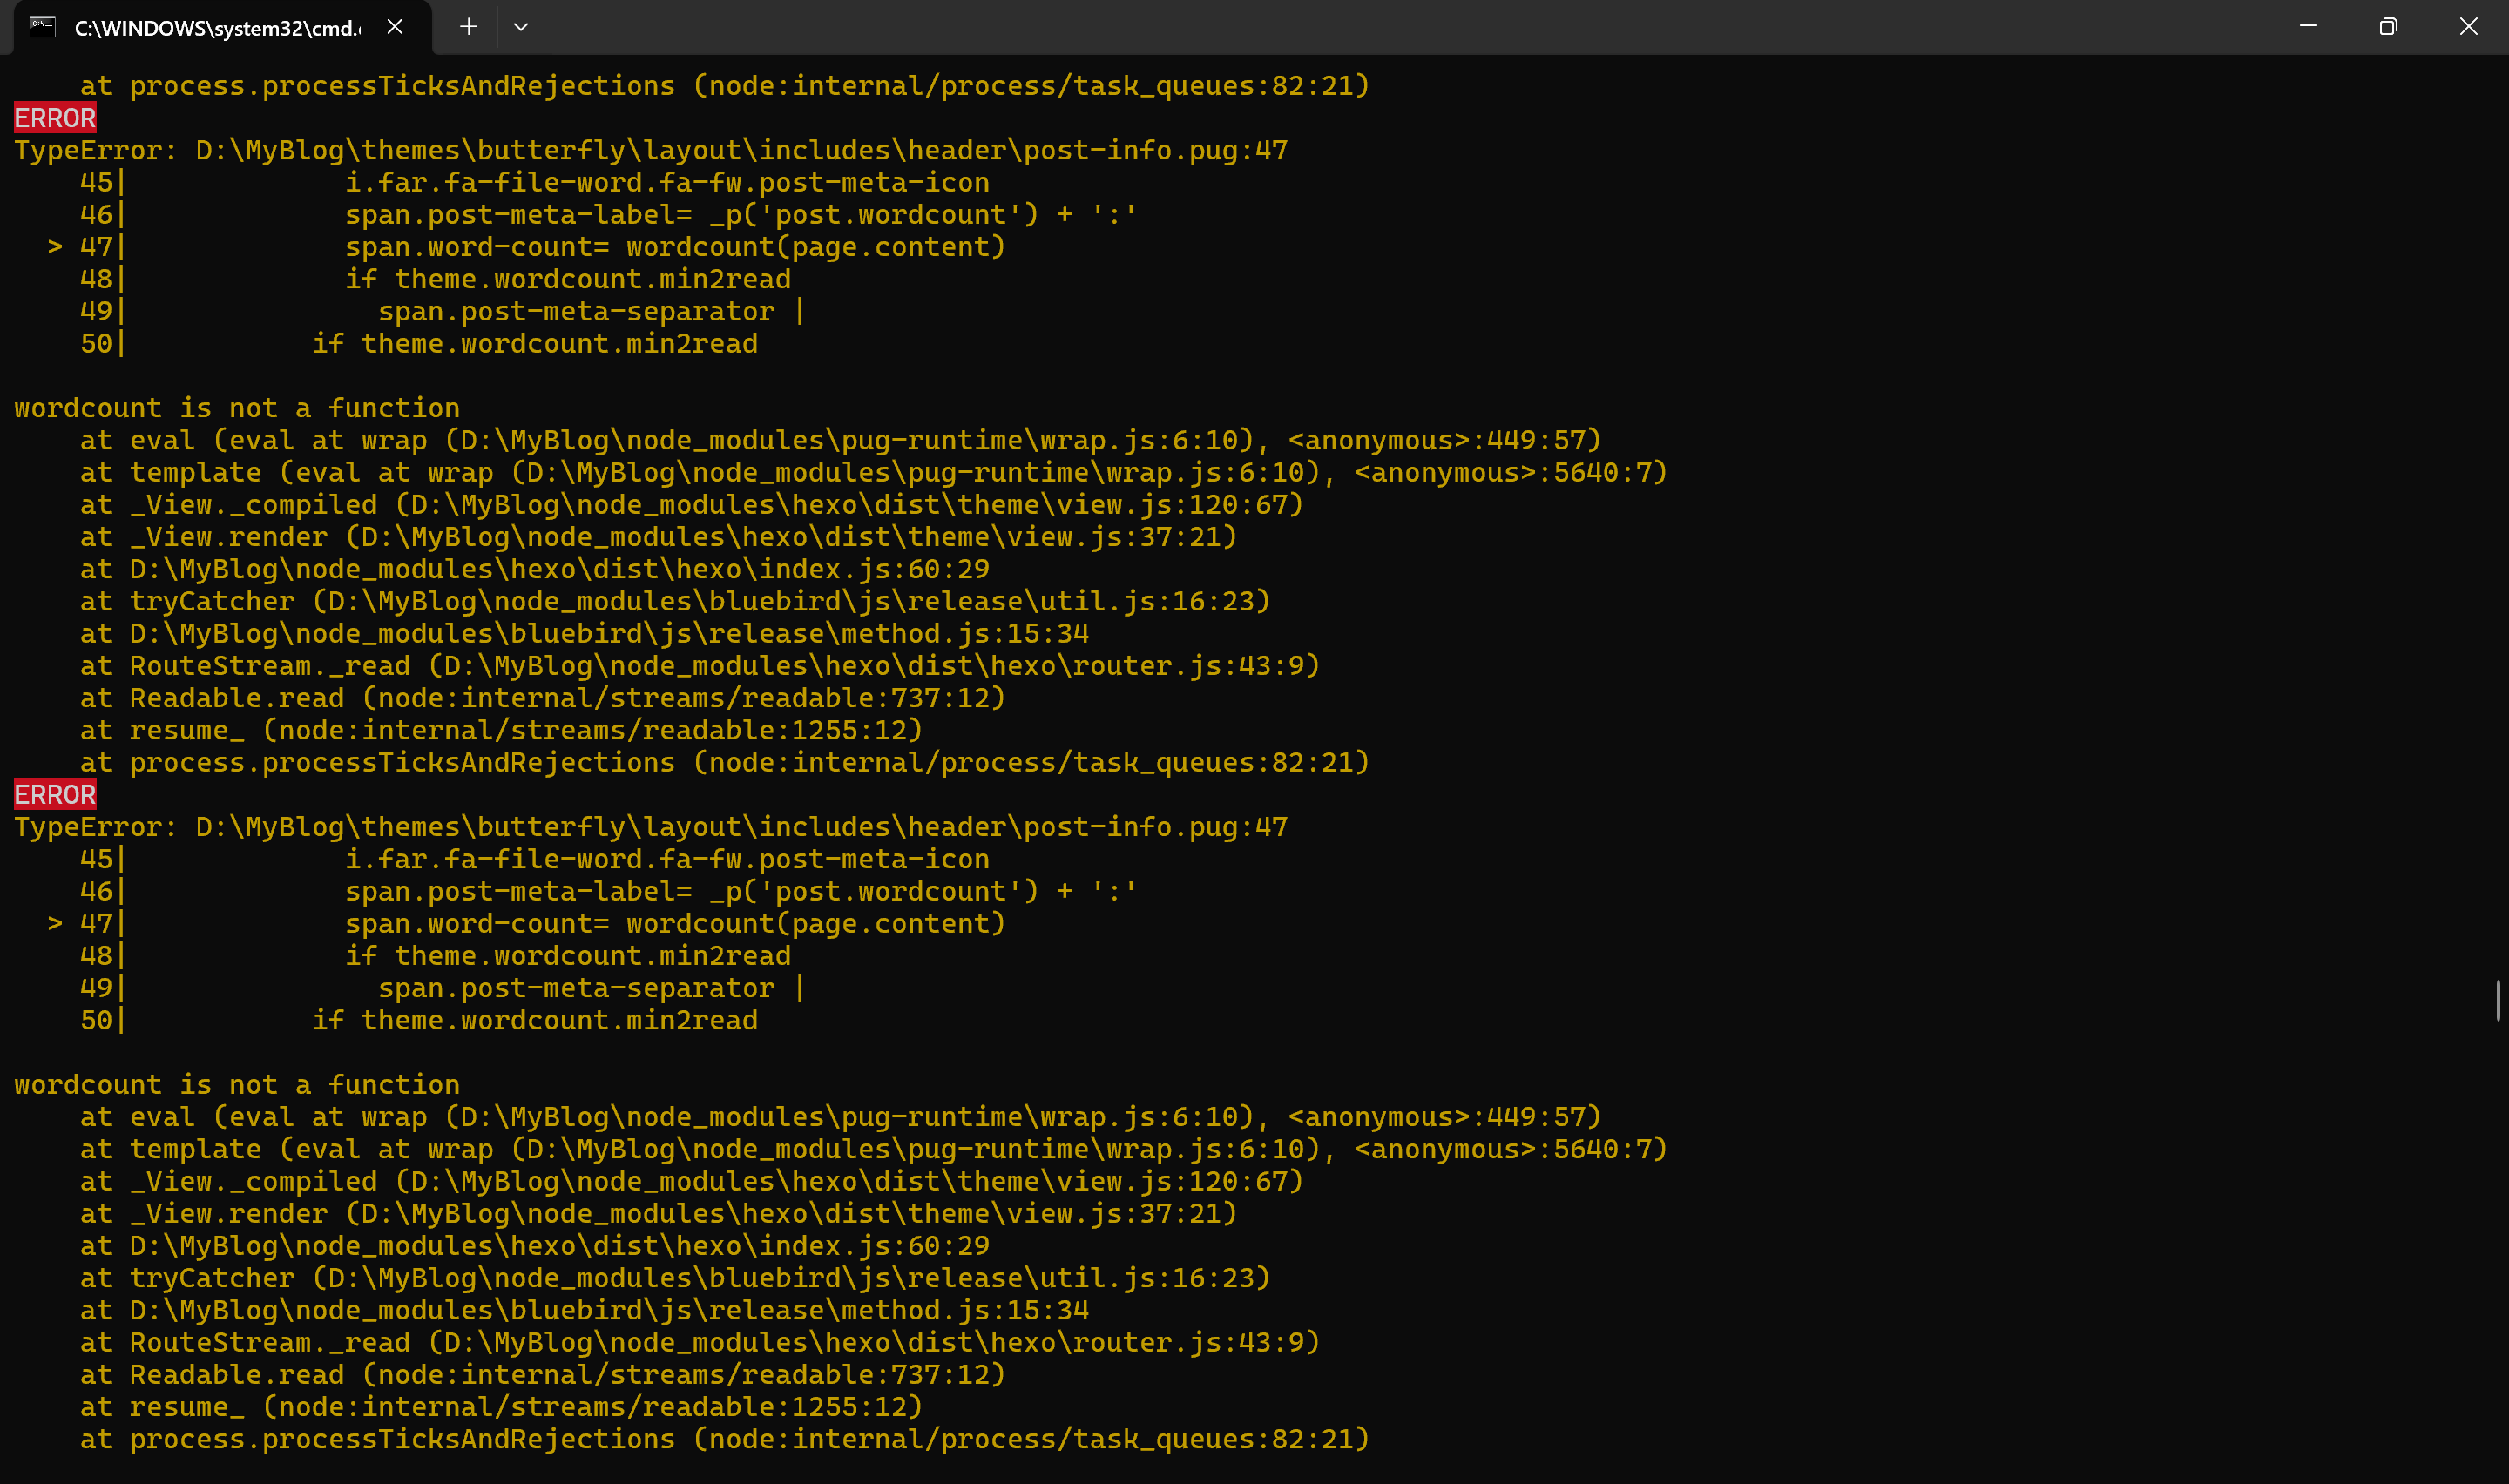 C:\WINDOWS\system32\cmd.
    at process.processTicksAndRejections (node:internal/process/task_queues:82:21)
ERROR
TypeError: D:\MyBlog\themes\butterfly\layout\includes\header\post-info.pug:47
    45|             i.far.fa-file-word.fa-fw.post-meta-icon
    46|             span.post-meta-label= _p('post.wordcount') + ':'
  > 47|             span.word-count= wordcount(page.content)
    48|             if theme.wordcount.min2read
    49|               span.post-meta-separator |
    50|           if theme.wordcount.min2read

wordcount is not a function
    at eval (eval at wrap (D:\MyBlog\node_modules\pug-runtime\wrap.js:6:10), <anonymous>:449:57)
    at template (eval at wrap (D:\MyBlog\node_modules\pug-runtime\wrap.js:6:10), <anonymous>:5640:7)
    at _View._compiled (D:\MyBlog\node_modules\hexo\dist\theme\view.js:120:67)
    at _View.render (D:\MyBlog\node_modules\hexo\dist\theme\view.js:37:21)
    at D:\MyBlog\node_modules\hexo\dist\hexo\index.js:60:29
    at tryCatcher (D:\MyBlog\node_modules\bluebird\js\release\util.js:16:23)
    at D:\MyBlog\node_modules\bluebird\js\release\method.js:15:34
    at RouteStream._read (D:\MyBlog\node_modules\hexo\dist\hexo\router.js:43:9)
    at Readable.read (node:internal/streams/readable:737:12)
    at resume_ (node:internal/streams/readable:1255:12)
    at process.processTicksAndRejections (node:internal/process/task_queues:82:21)
ERROR
TypeError: D:\MyBlog\themes\butterfly\layout\includes\header\post-info.pug:47
    45|             i.far.fa-file-word.fa-fw.post-meta-icon
    46|             span.post-meta-label= _p('post.wordcount') + ':'
  > 47|             span.word-count= wordcount(page.content)
    48|             if theme.wordcount.min2read
    49|               span.post-meta-separator |
    50|           if theme.wordcount.min2read

wordcount is not a function
    at eval (eval at wrap (D:\MyBlog\node_modules\pug-runtime\wrap.js:6:10), <anonymous>:449:57)
    at template (eval at wrap (D:\MyBlog\node_modules\pug-runtime\wrap.js:6:10), <anonymous>:5640:7)
    at _View._compiled (D:\MyBlog\node_modules\hexo\dist\theme\view.js:120:67)
    at _View.render (D:\MyBlog\node_modules\hexo\dist\theme\view.js:37:21)
    at D:\MyBlog\node_modules\hexo\dist\hexo\index.js:60:29
    at tryCatcher (D:\MyBlog\node_modules\bluebird\js\release\util.js:16:23)
    at D:\MyBlog\node_modules\bluebird\js\release\method.js:15:34
    at RouteStream._read (D:\MyBlog\node_modules\hexo\dist\hexo\router.js:43:9)
    at Readable.read (node:internal/streams/readable:737:12)
    at resume_ (node:internal/streams/readable:1255:12)
    at process.processTicksAndRejections (node:internal/process/task_queues:82:21)